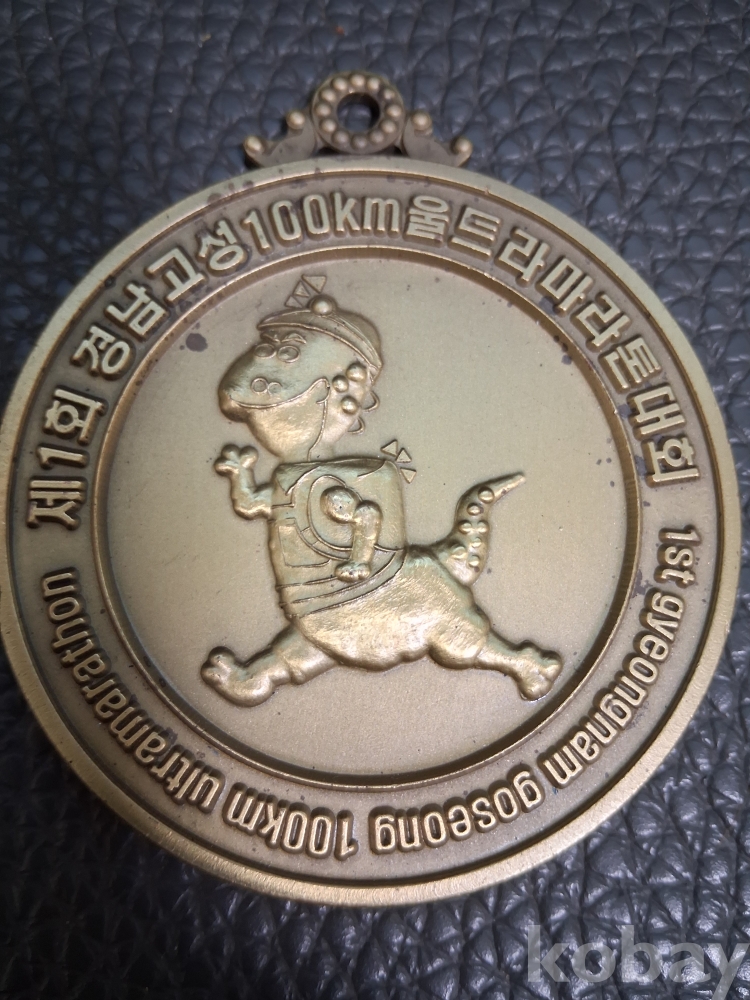 제1회 경남고성100km울트라마라톤대회
1st gyeongnam goseong 100km ultramarathon
kobay